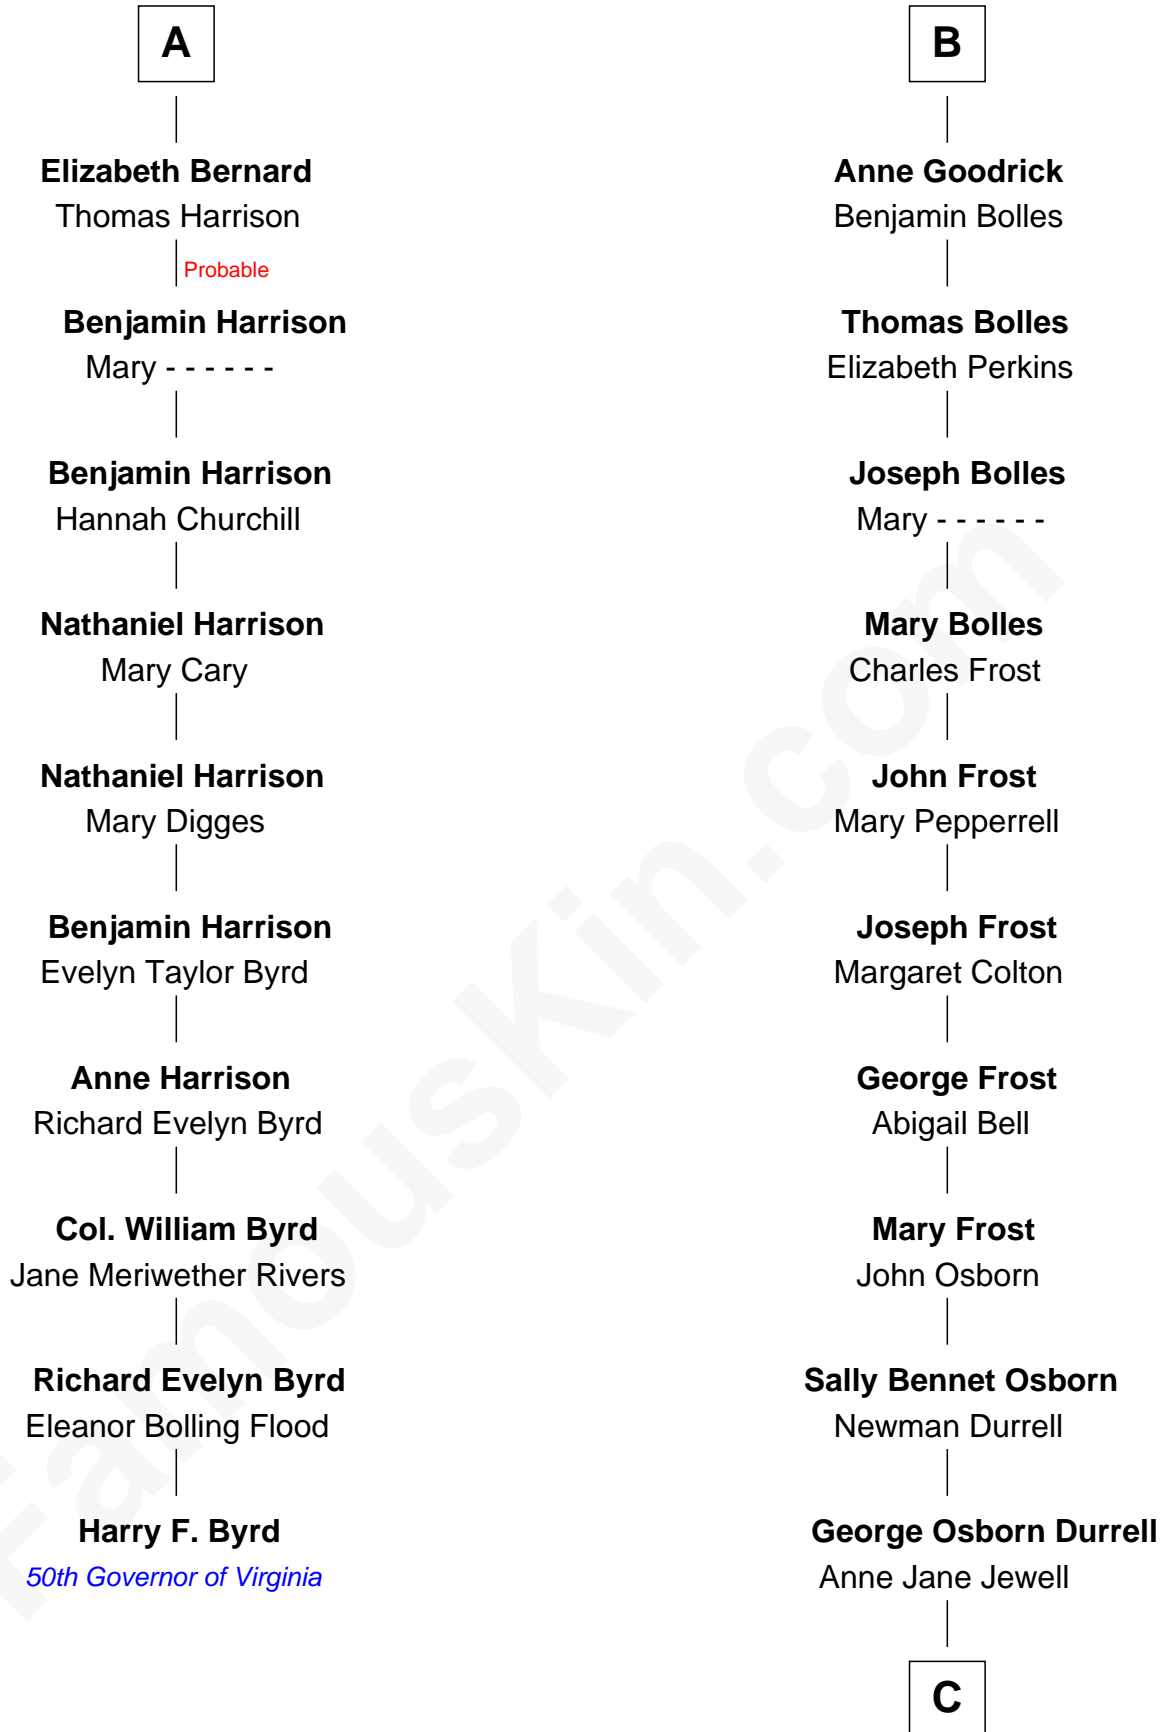 A
Elizabeth Bernard
Thomas Harrison
Probable
Benjamin Harrison
Mary - - - - - -
Benjamin Harrison
Hannah Churchill
Nathaniel Harrison
Mary Cary
Nathaniel Harrison
Mary Digges
Benjamin Harrison
Evelyn Taylor Byrd
Anne Harrison
Richard Evelyn Byrd
Col. William Byrd
Jane Meriwether Rivers
Richard Evelyn Byrd
Eleanor Bolling Flood
Harry F. Byrd
50th Governor of Virginia
B
Anne Goodrick
Benjamin Bolles
Thomas Bolles
Elizabeth Perkins
Joseph Bolles
Mary - - - - - -
Mary Bolles
Charles Frost
John Frost
Mary Pepperrell
Joseph Frost
Margaret Colton
George Frost
Abigail Bell
Mary Frost
John Osborn
Sally Bennet Osborn
Newman Durrell
George Osborn Durrell
Anne Jane Jewell
C
FamousKin.com